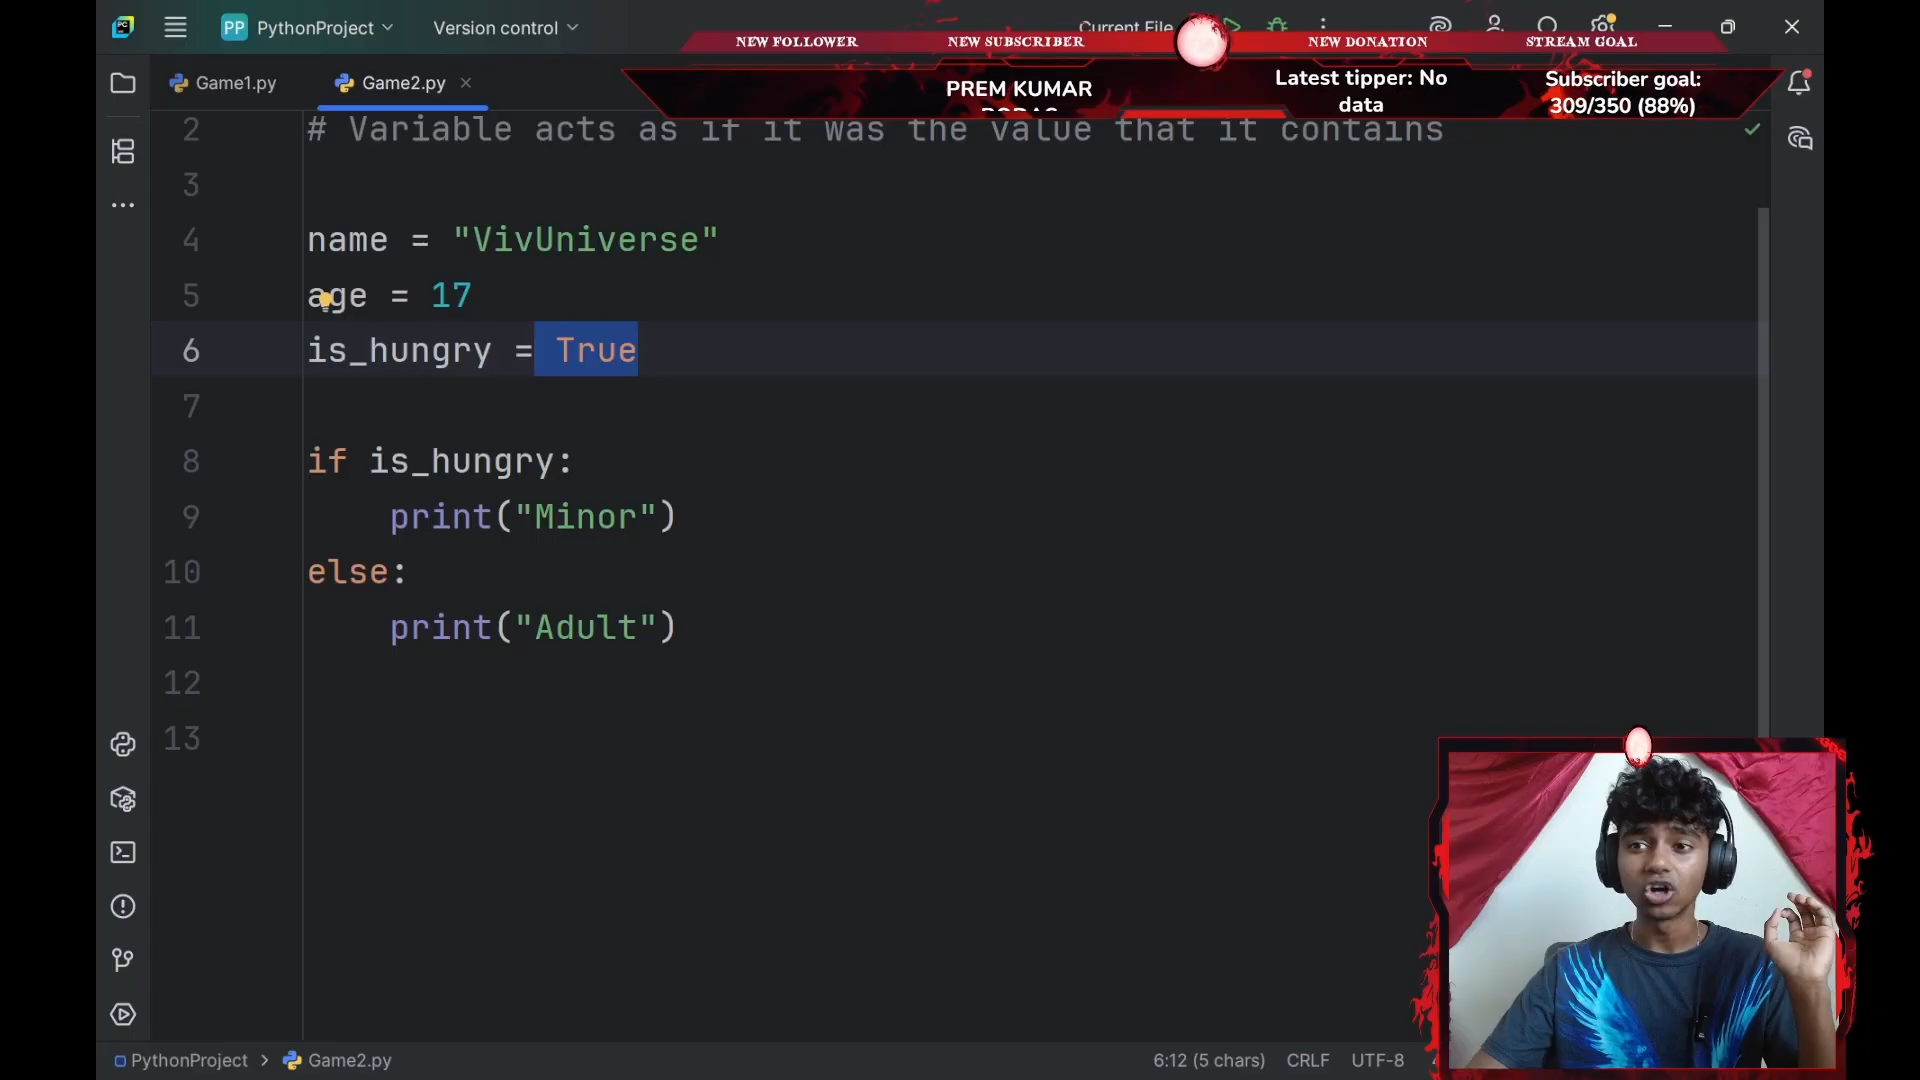 PP PythonProject Version control Current File
NEW FOLLOWER NEW SUBSCRIBER NEW DONATION STREAM GOAL
PREM KUMAR
Latest tipper: No data
Subscriber goal: 309/350 (88%)
Game1.py Game2.py
2 # Variable acts as if it was the value that it contains
3
4 name = "VivUniverse"
5 age = 17
6 is_hungry = True
7
8 if is_hungry:
9 print("Minor")
10 else:
11 print("Adult")
12
13
PythonProject > Game2.py 6:12 (5 chars) CRLF UTF-8